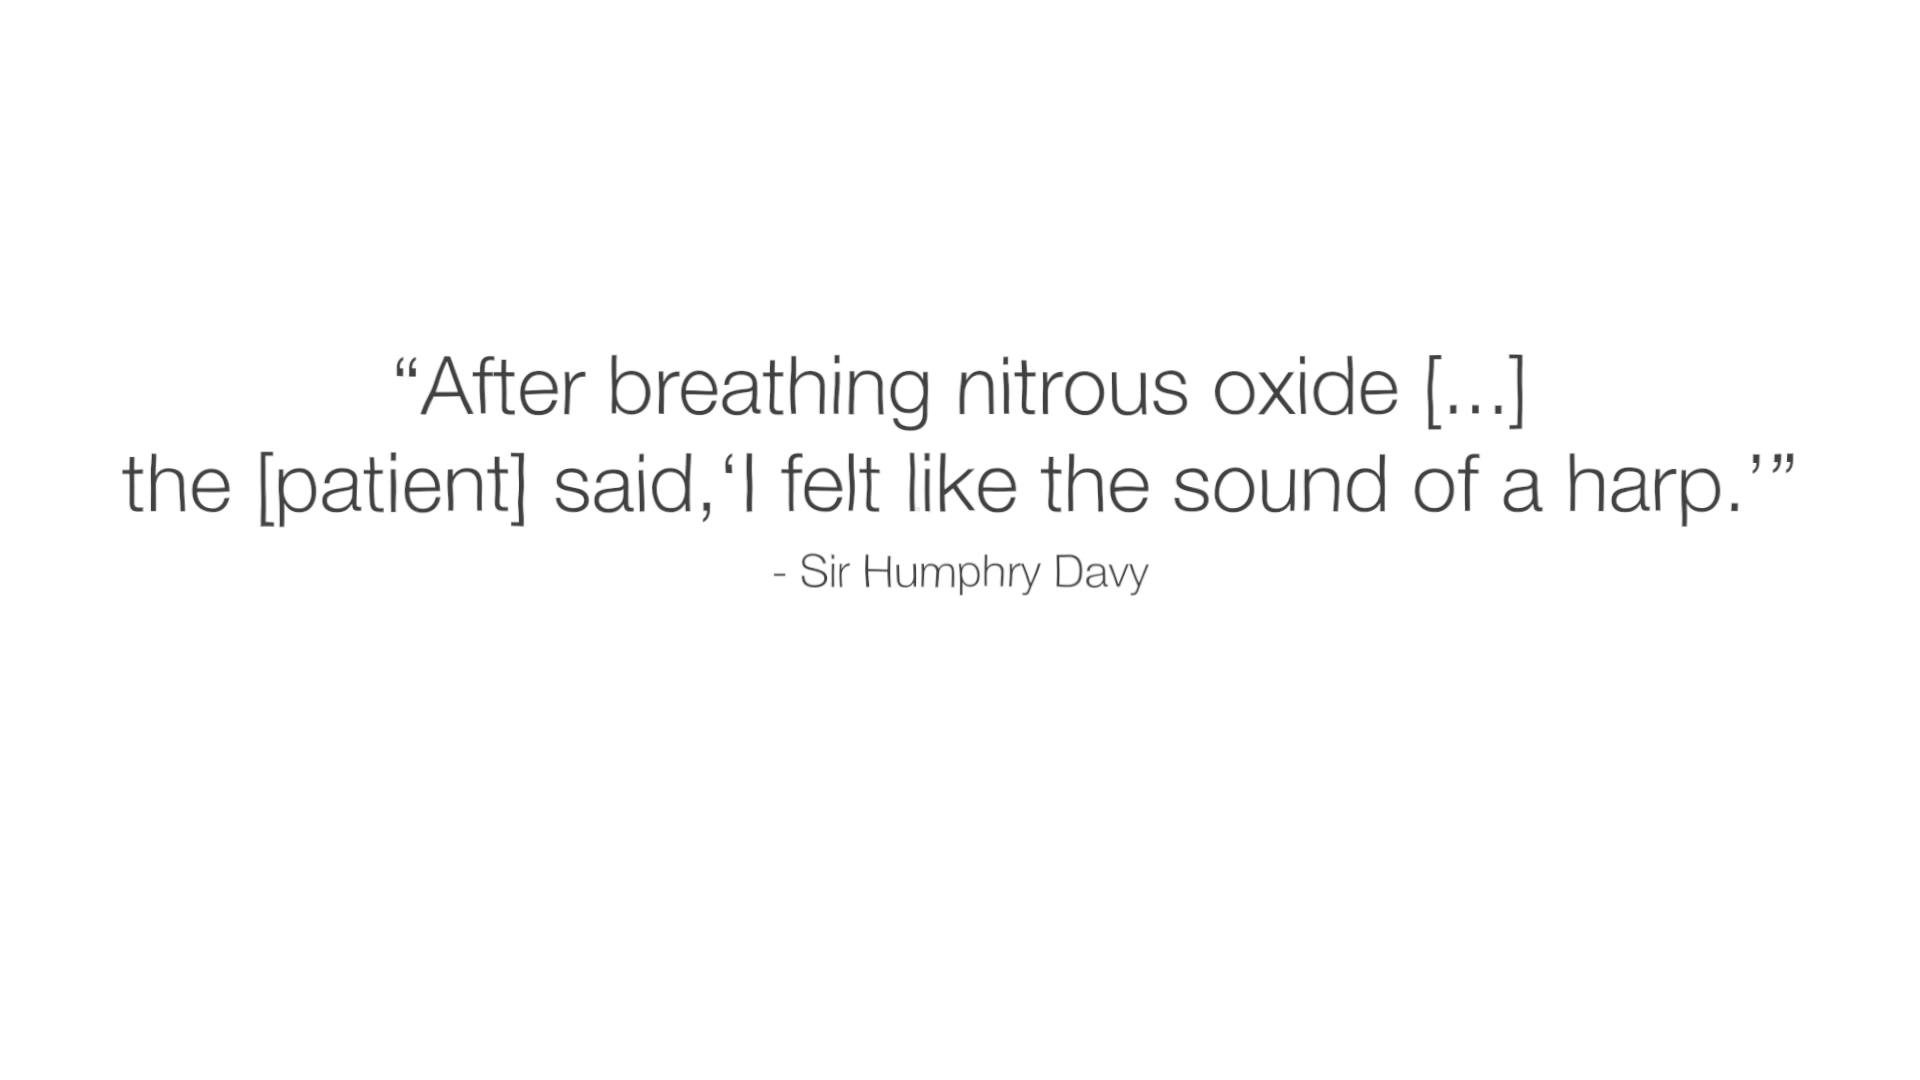 “After breathing nitrous oxide [...]
the [patient] said,‘I felt like the sound of a harp.’”
- Sir Humphry Davy